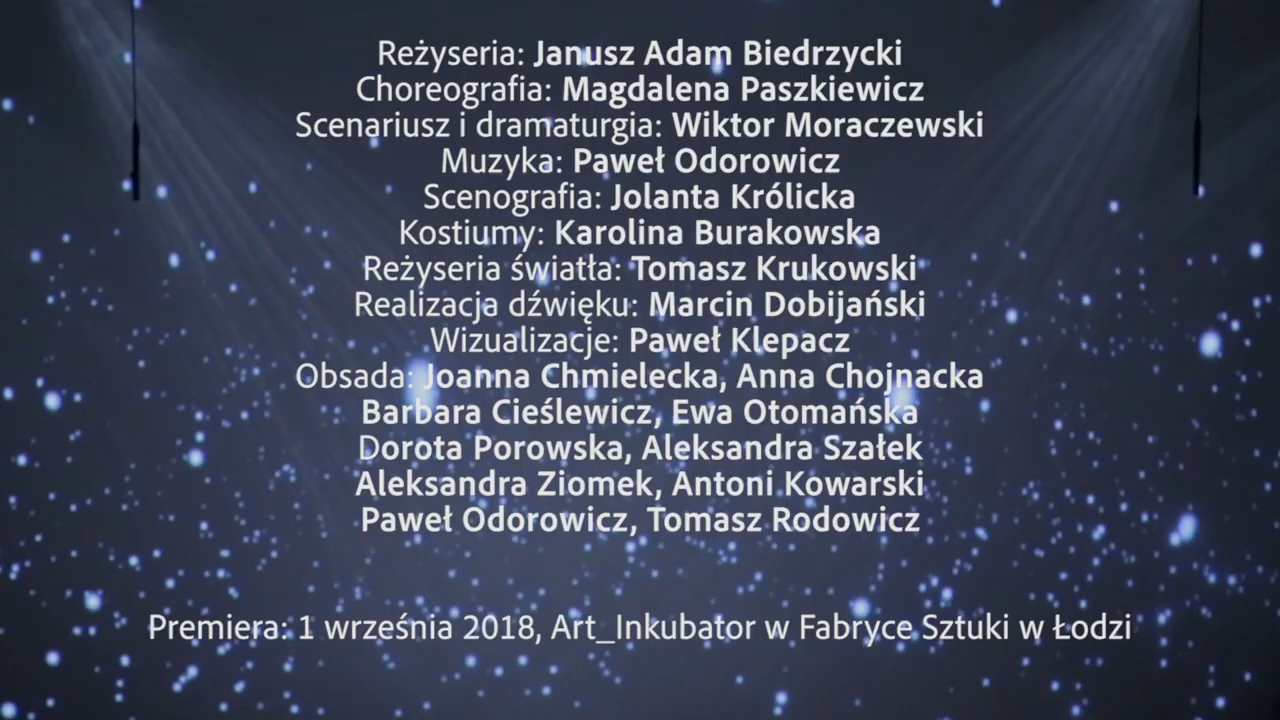 Reżyseria: Janusz Adam Biedrzycki
Choreografia: Magdalena Paszkiewicz
Scenariusz i dramaturgia: Wiktor Moraczewski
Muzyka: Paweł Odorowicz
Scenografia: Jolanta Królicka
Kostiumy: Karolina Burakowska
Reżyseria światła: Tomasz Krukowski
Realizacja dźwięku: Marcin Dobijański
Wizualizacje: Paweł Klepacz
Obsada: Joanna Chmielecka, Anna Chojnacka
Barbara Cieślewicz, Ewa Otomańska
Dorota Porowska, Aleksandra Szałek
Aleksandra Ziomek, Antoni Kowarski
Paweł Odorowicz, Tomasz Rodowicz
Premiera: 1 września 2018, Art_Inkubator w Fabryce Sztuki w Łodzi